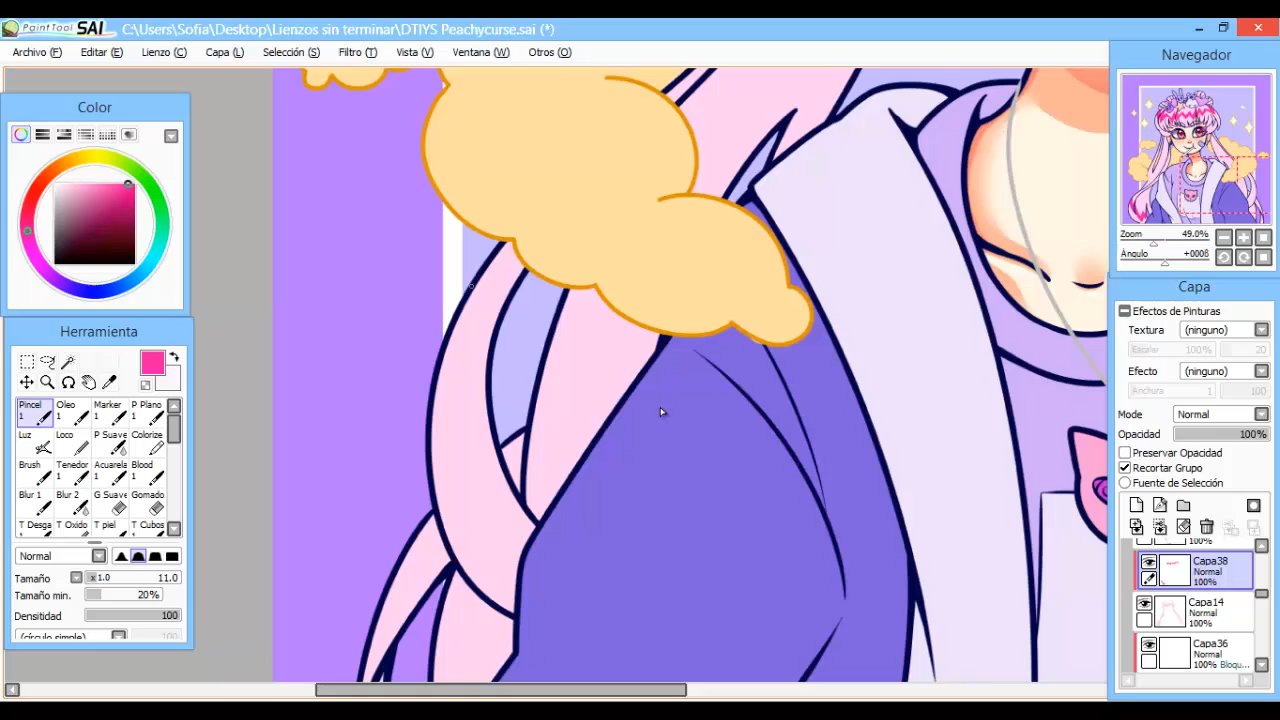 PaintTool SAI C:\Users\Sofia\Desktop\Lienzos sin terminar\DTIYS Peachycurse.sai (*)
Archivo (F) Editar (E) Lienzo (C) Capa (L) Selección (S) Filtro (T) Vista (V) Ventana (W) Otros (O)
Color
Herramienta
Pincel Oleo Marker P Plano
1 1 1 1
Luz Loco P Suave Colorize
Brush Tenedor Acuarela Blood
1 1 1
Blur 1 Blur 2 G Suave Gomado
T Desga T Oxido T piel T Cubos
Normal
Tamaño x1.0 11.0
Tamaño min. 20%
Densidad 100
(círculo simple) 100
Navegador
Zoom 49.0%
Ángulo +0008
Capa
Efectos de Pinturas
Textura (ninguno)
Escalar 100% 20
Efecto (ninguno)
Anchura 1 100
Mode Normal
Opacidad 100%
Preservar Opacidad
Recortar Grupo
Fuente de Selección
100%
Capa38
Normal
100%
Capa14
Normal
100%
Capa36
Normal
100% Bloqu...